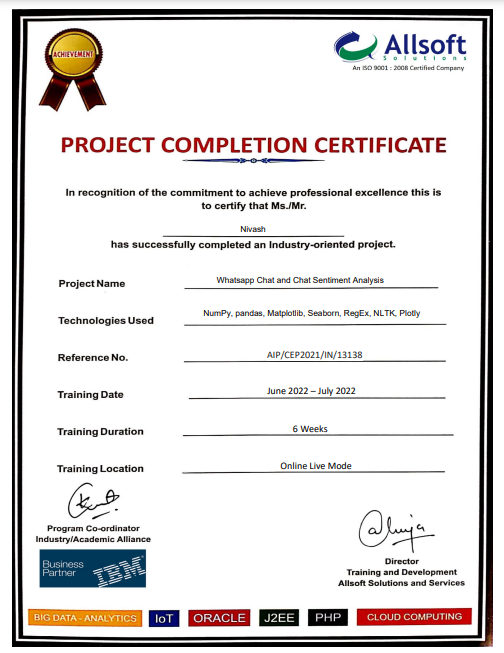 ACHIEVEMENT
Allsoft
Solutions
An ISO 9001 : 2008 Certified Company
PROJECT COMPLETION CERTIFICATE
In recognition of the commitment to achieve professional excellence this is
to certify that Ms./Mr.
Nivash
has successfully completed an Industry-oriented project.
Project Name Whatsapp Chat and Chat Sentiment Analysis
Technologies Used NumPy, pandas, Matplotlib, Seaborn, RegEx, NLTK, Plotly
Reference No. AIP/CEP2021/IN/13138
Training Date June 2022 – July 2022
Training Duration 6 Weeks
Training Location Online Live Mode
Program Co-ordinator
Industry/Academic Alliance
Business
Partner
IBM
Ahuja
Director
Training and Development
Allsoft Solutions and Services
BIG DATA - ANALYTICS IoT ORACLE J2EE PHP CLOUD COMPUTING